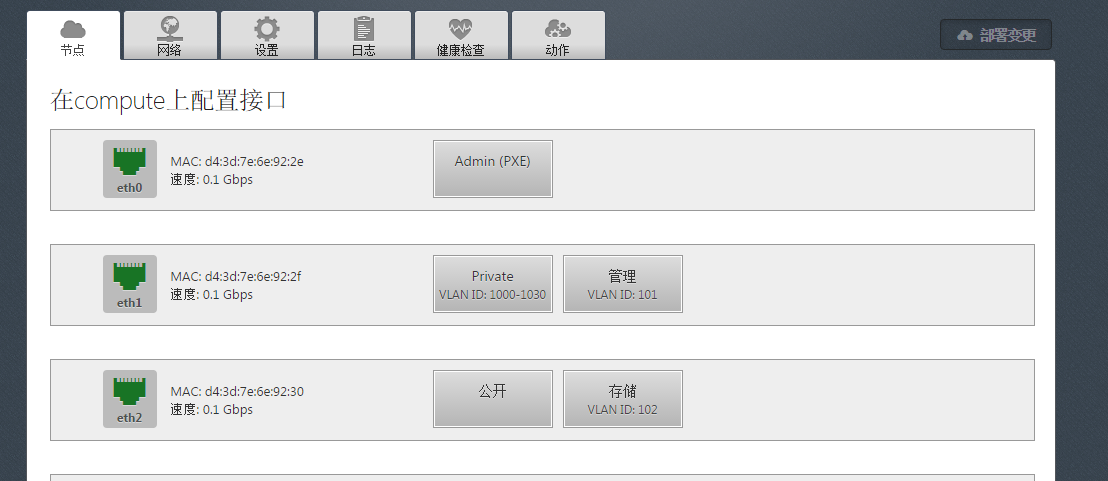 节点
网络
设置
日志
健康检查
动作
部署变更
在compute上配置接口
eth0
MAC: d4:3d:7e:6e:92:2e
速度: 0.1 Gbps
Admin (PXE)
eth1
MAC: d4:3d:7e:6e:92:2f
速度: 0.1 Gbps
Private
VLAN ID: 1000-1030
管理
VLAN ID: 101
eth2
MAC: d4:3d:7e:6e:92:30
速度: 0.1 Gbps
公开
存储
VLAN ID: 102